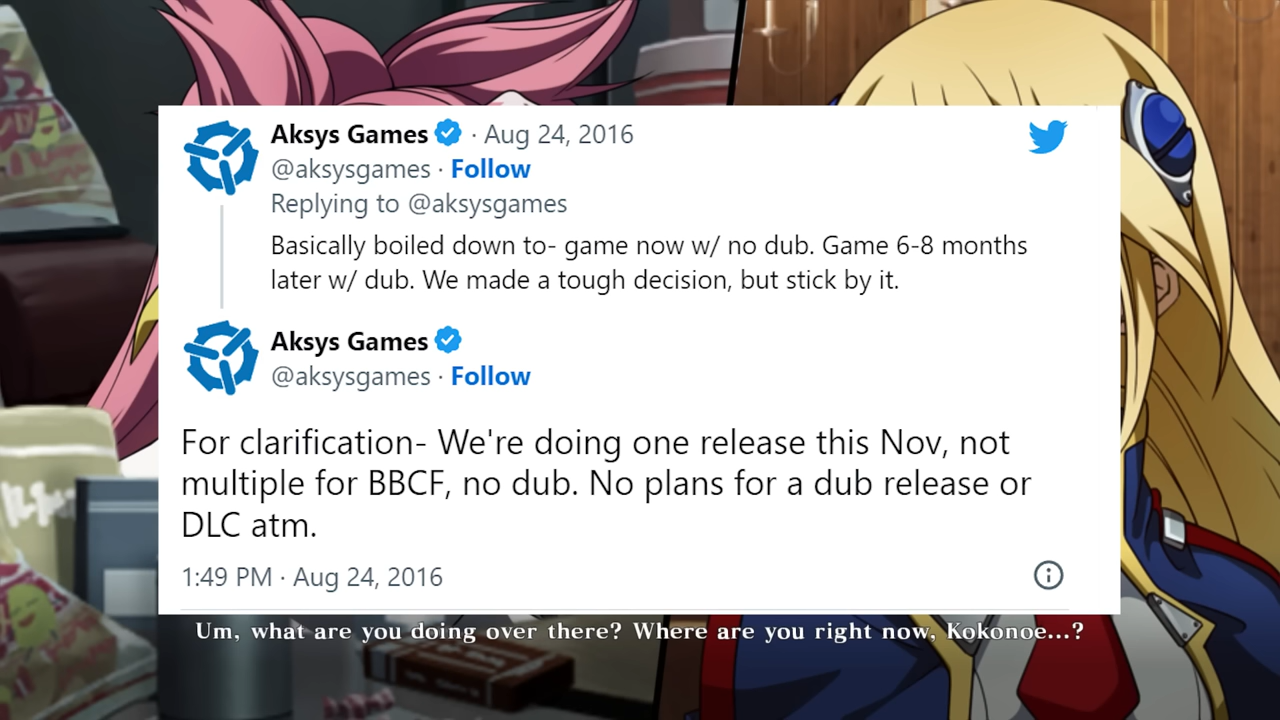 Aksys Games · Aug 24, 2016
@aksysgames · Follow
Replying to @aksysgames
Basically boiled down to- game now w/ no dub. Game 6-8 months
later w/ dub. We made a tough decision, but stick by it.
Aksys Games
@aksysgames · Follow
For clarification- We're doing one release this Nov, not
multiple for BBCF, no dub. No plans for a dub release or
DLC atm.
1:49 PM · Aug 24, 2016
Um, what are you doing over there? Where are you right now, Kokonoe...?